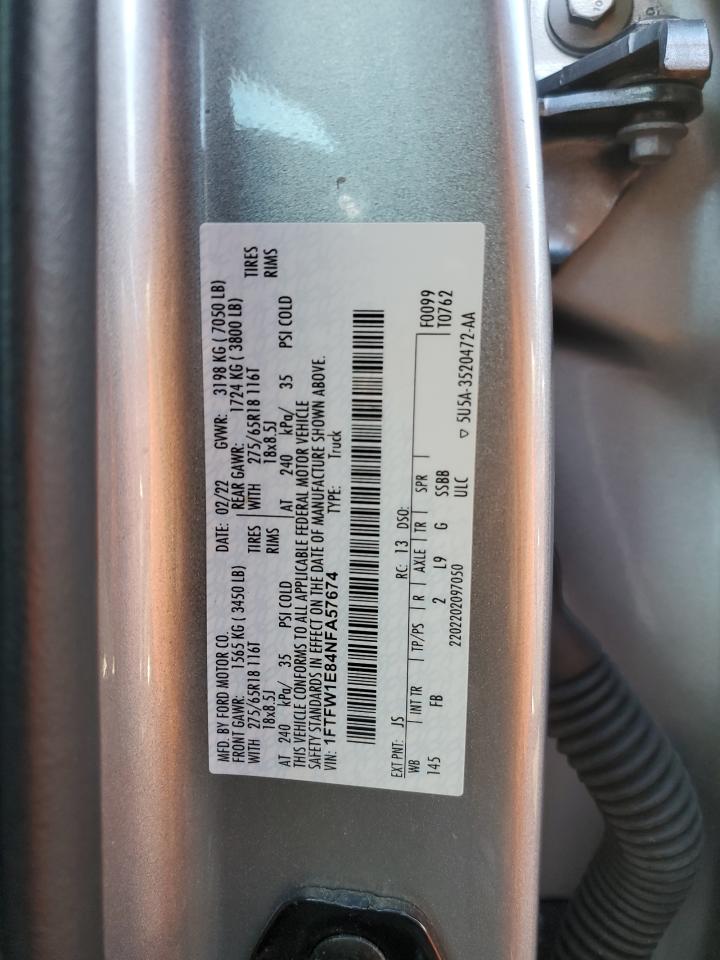 MFD. BY FORD MOTOR CO. DATE: 02/22 GVWR: 3198 KG ( 7050 LB)
FRONT GAWR: 1565 KG ( 3450 LB) REAR GAWR: 1724 KG ( 3800 LB)
WITH 275/65R18 116T TIRES WITH 275/65R18 116T TIRES
18x8.5J RIMS 18x8.5J RIMS
AT 240 kPa/ 35 PSI COLD AT 240 kPa/ 35 PSI COLD
THIS VEHICLE CONFORMS TO ALL APPLICABLE FEDERAL MOTOR VEHICLE
SAFETY STANDARDS IN EFFECT ON THE DATE OF MANUFACTURE SHOWN ABOVE.
VIN: 1FTFW1E84NFA57674 TYPE: Truck
EXT PNT: JS RC: 13 DSO: F0099
WB INT TR TP/PS R AXLE TR SPR T0762
145 FB 2 L9 G SSBB
2202202097050 ULC ▽ 5U5A-3520472-AA